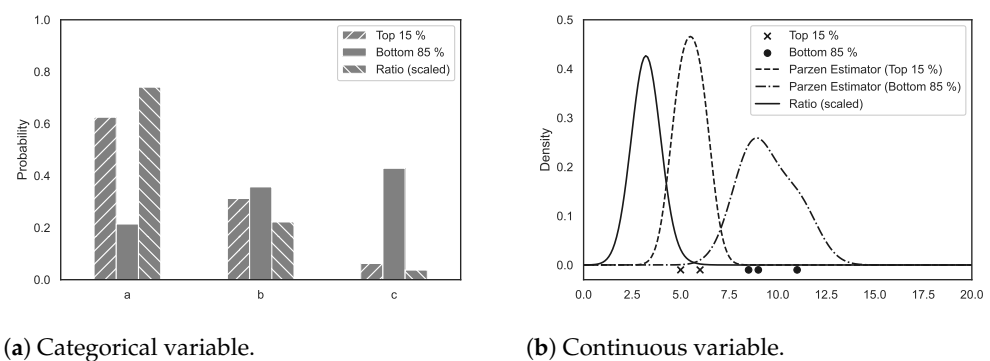 1.0
0.8
0.6
0.4
0.2
0.0
Probability
Top 15 %
Bottom 85 %
Ratio (scaled)
a
b
c
0.5
0.4
0.3
0.2
0.1
0.0
Density
Top 15 %
Bottom 85 %
Parzen Estimator (Top 15 %)
Parzen Estimator (Bottom 85 %)
Ratio (scaled)
0.0
2.5
5.0
7.5
10.0
12.5
15.0
17.5
20.0
(a) Categorical variable.
(b) Continuous variable.